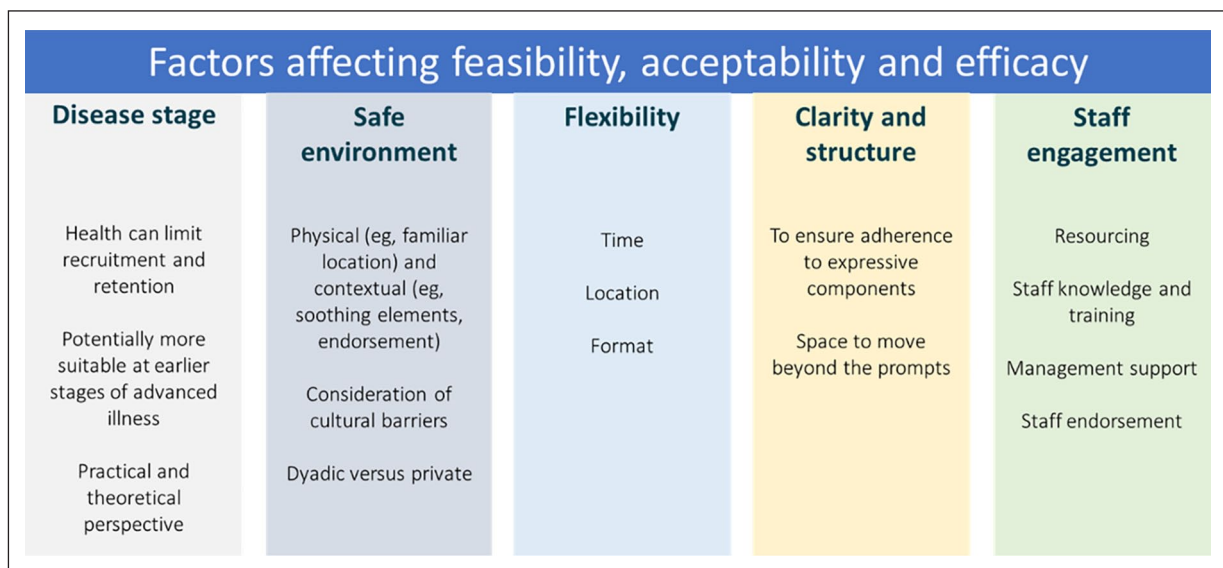 Factors affecting feasibility, acceptability and efficacy
Disease stage
Health can limit
recruitment and
retention
Potentially more
suitable at earlier
stages of advanced
illness
Practical and
theoretical
perspective
Safe
environment
Physical (eg, familiar
location) and
contextual (eg,
soothing elements,
endorsement)
Consideration of
cultural barriers
Dyadic versus private
Flexibility
Time
Location
Format
Clarity and
structure
To ensure adherence
to expressive
components
Space to move
beyond the prompts
Staff
engagement
Resourcing
Staff knowledge and
training
Management support
Staff endorsement